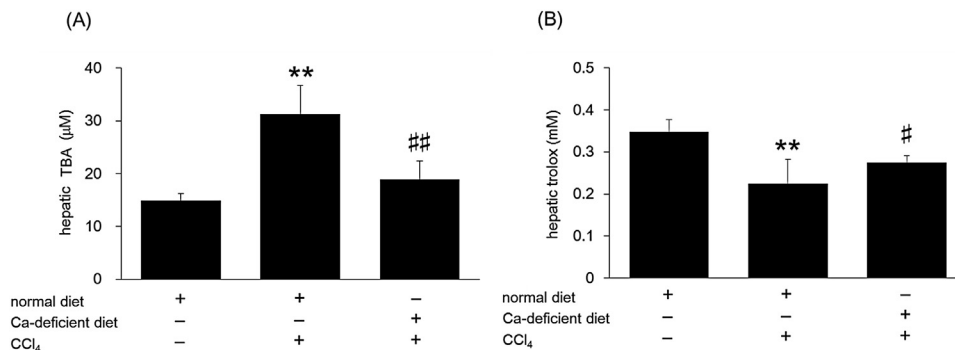 (A)
hepatic TBA (μM)
40
30
20
10
0
**
##
normal diet + + –
Ca-deficient diet – – +
CCl₄ – + +
(B)
hepatic trolox (mM)
0.5
0.4
0.3
0.2
0.1
0
**
#
normal diet + + –
Ca-deficient diet – – +
CCl₄ – + +